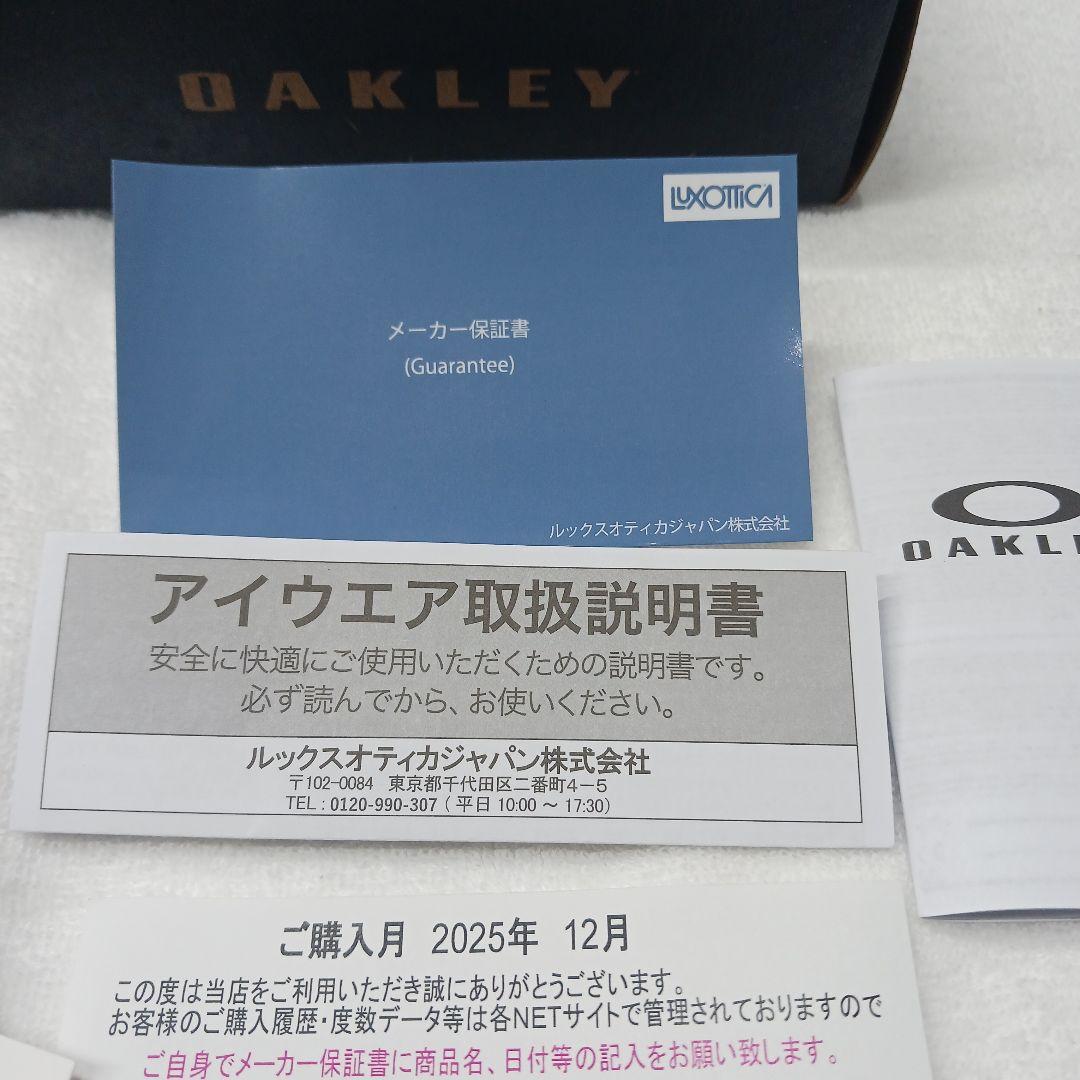 OAKLEY
LUXOTTICA
メーカー保証書
(Guarantee)
ルックスオティカジャパン株式会社
OAKL
アイウエア取扱説明書
安全に快適にご使用いただくための説明書です。
必ず読んでから、お使いください。
ルックスオティカジャパン株式会社
〒102-0084 東京都千代田区二番町4-5
TEL : 0120-990-307 ( 平日 10:00 ～ 17:30)
ご購入月 2025年 12月
この度は当店をご利用いただき誠にありがとうございます。
お客様のご購入履歴・度数データ等は各NETサイトで管理されておりますので
ご自身でメーカー保証書に商品名、日付等の記入をお願い致します。